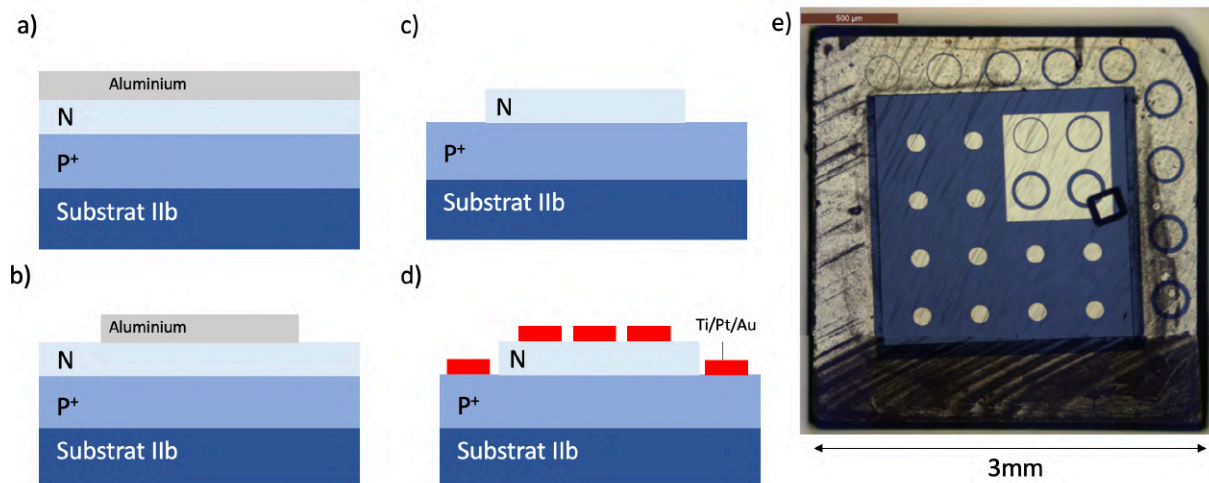 a)
Aluminium
N
P⁺
Substrat IIb
b)
Aluminium
N
P⁺
Substrat IIb
c)
N
P⁺
Substrat IIb
d)
Ti/Pt/Au
N
P⁺
Substrat IIb
e)
500 µm
3mm